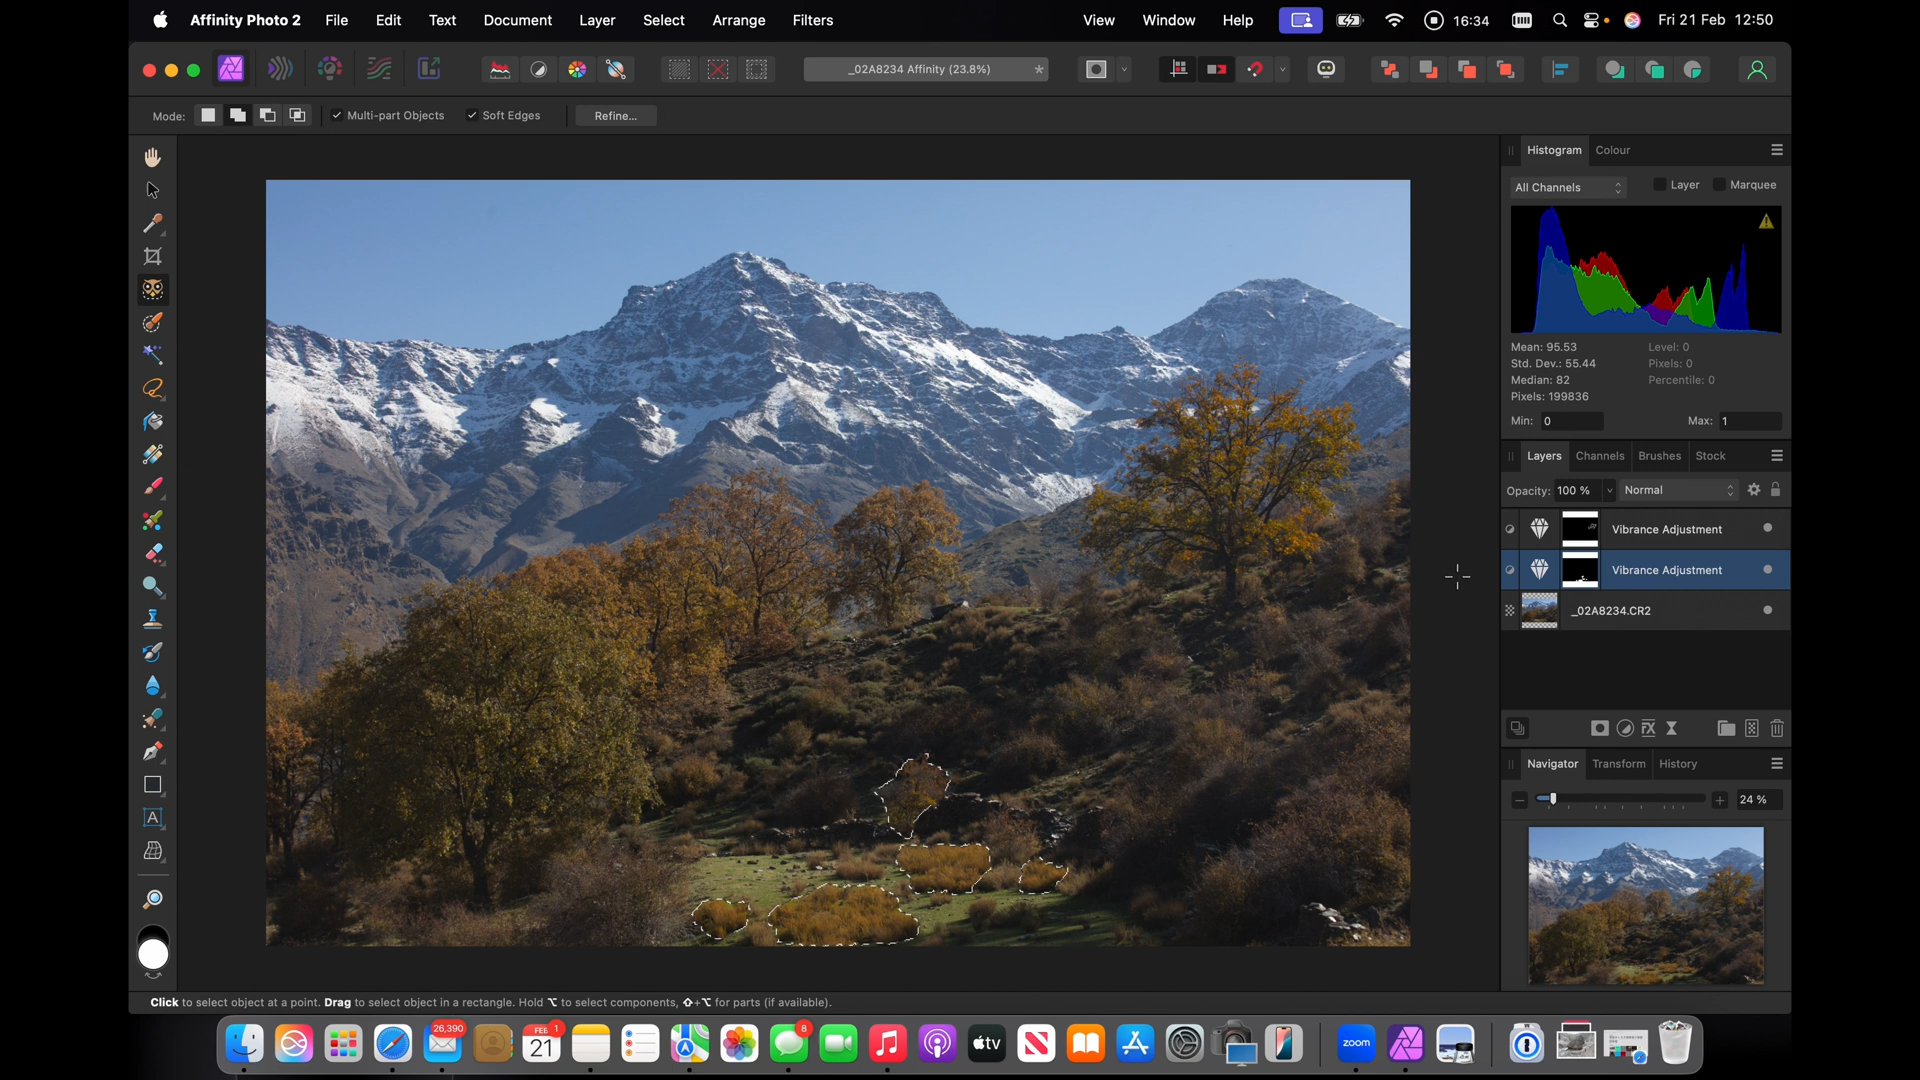 Affinity Photo 2 File Edit Text Document Layer Select Arrange Filters View Window Help 16:34 Fri 21 Feb 12:50
_02A8234 Affinity (23.8%) *
Mode: Multi-part Objects Soft Edges Refine...
Histogram Colour
All Channels Layer Marquee
Mean: 95.53 Level: 0
Std. Dev.: 55.44 Pixels: 0
Median: 82 Percentile: 0
Pixels: 199836
Min: 0 Max: 1
Layers Channels Brushes Stock
Opacity: 100 % Normal
Vibrance Adjustment
Vibrance Adjustment
_02A8234.CR2
FX
Navigator Transform History
24 %
A
Click to select object at a point. Drag to select object in a rectangle. Hold ⌥ to select components, ⇧+⌥ for parts (if available).
26,390 FEB 1 8
21 tv zoom